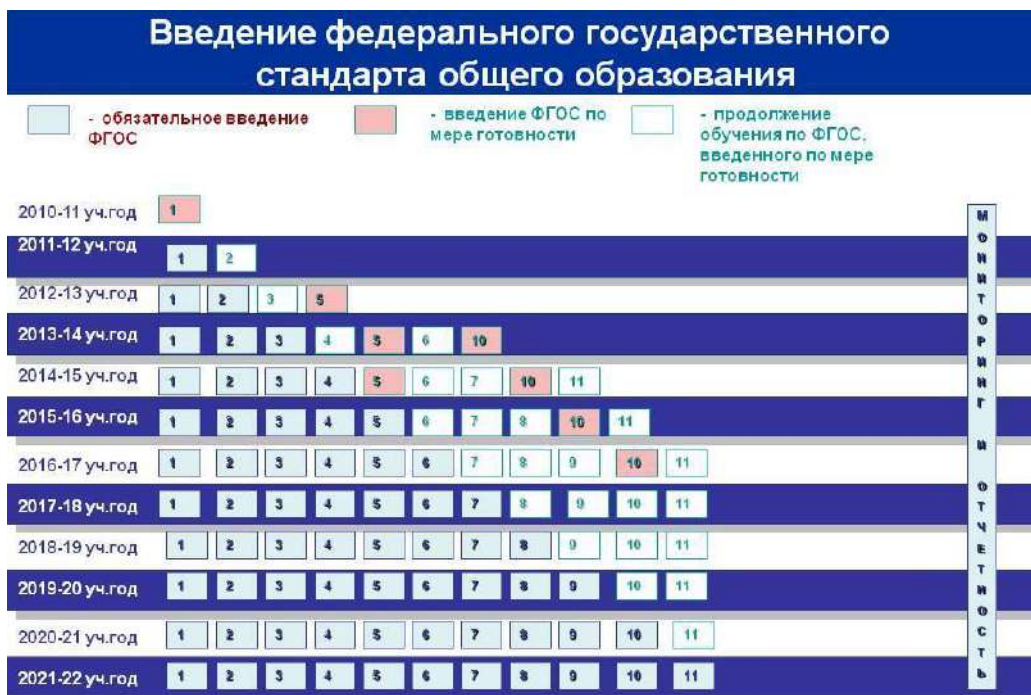 Введение федерального государственного
стандарта общего образования
- обязательное введение
ФГОС
- введение ФГОС по
мере готовности
- продолжение
обучения по ФГОС,
введенного по мере
готовности
2010-11 уч.год 1
2011-12 уч.год 1 2
2012-13 уч.год 1 2 3 5
2013-14 уч.год 1 2 3 4 5 6 10
2014-15 уч.год 1 2 3 4 5 6 7 10 11
2015-16 уч.год 1 2 3 4 5 6 7 8 10 11
2016-17 уч.год 1 2 3 4 5 6 7 8 9 10 11
2017-18 уч.год 1 2 3 4 5 6 7 8 9 10 11
2018-19 уч.год 1 2 3 4 5 6 7 8 9 10 11
2019-20 уч.год 1 2 3 4 5 6 7 8 9 10 11
2020-21 уч.год 1 2 3 4 5 6 7 8 9 10 11
2021-22 уч.год 1 2 3 4 5 6 7 8 9 10 11
МОНИТОРИНГ И ОТЧЕТНОСТЬ